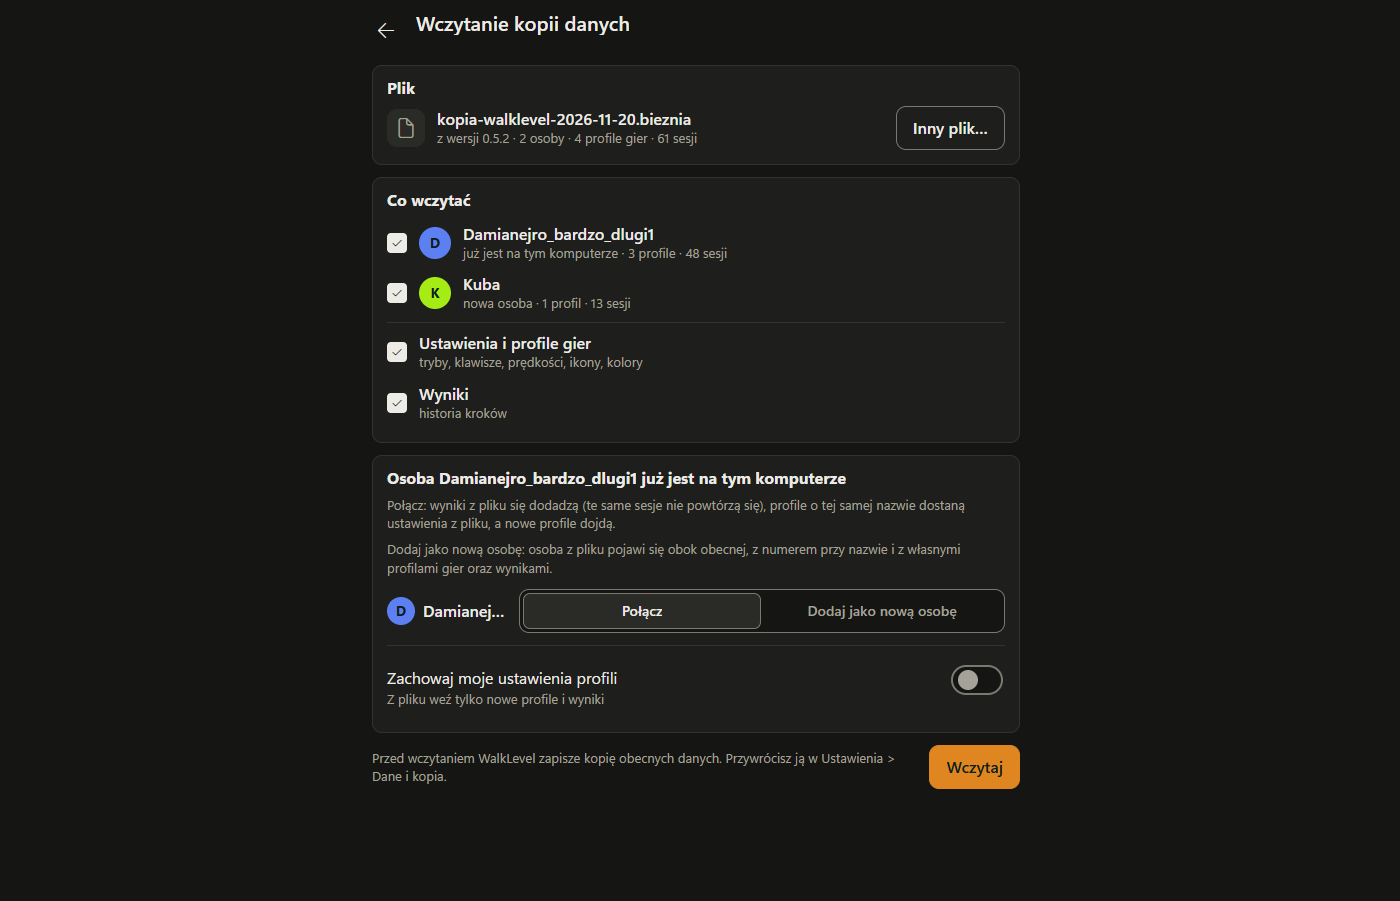 Wczytanie kopii danych
Plik
kopia-walklevel-2026-11-20.bieznia
z wersji 0.5.2 · 2 osoby · 4 profile gier · 61 sesji
Inny plik...
Co wczytać
D
Damianejro_bardzo_dlugi1
już jest na tym komputerze · 3 profile · 48 sesji
K
Kuba
nowa osoba · 1 profil · 13 sesji
Ustawienia i profile gier
tryby, klawisze, prędkości, ikony, kolory
Wyniki
historia kroków
Osoba Damianejro_bardzo_dlugi1 już jest na tym komputerze
Połącz: wyniki z pliku się dodadzą (te same sesje nie powtórzą się), profile o tej samej nazwie dostaną
ustawienia z pliku, a nowe profile dojdą.
Dodaj jako nową osobę: osoba z pliku pojawi się obok obecnej, z numerem przy nazwie i z własnymi
profilami gier oraz wynikami.
D Damianej... Połącz Dodaj jako nową osobę
Zachowaj moje ustawienia profili
Z pliku weź tylko nowe profile i wyniki
Przed wczytaniem WalkLevel zapisze kopię obecnych danych. Przywrócisz ją w Ustawienia >
Dane i kopia.
Wczytaj